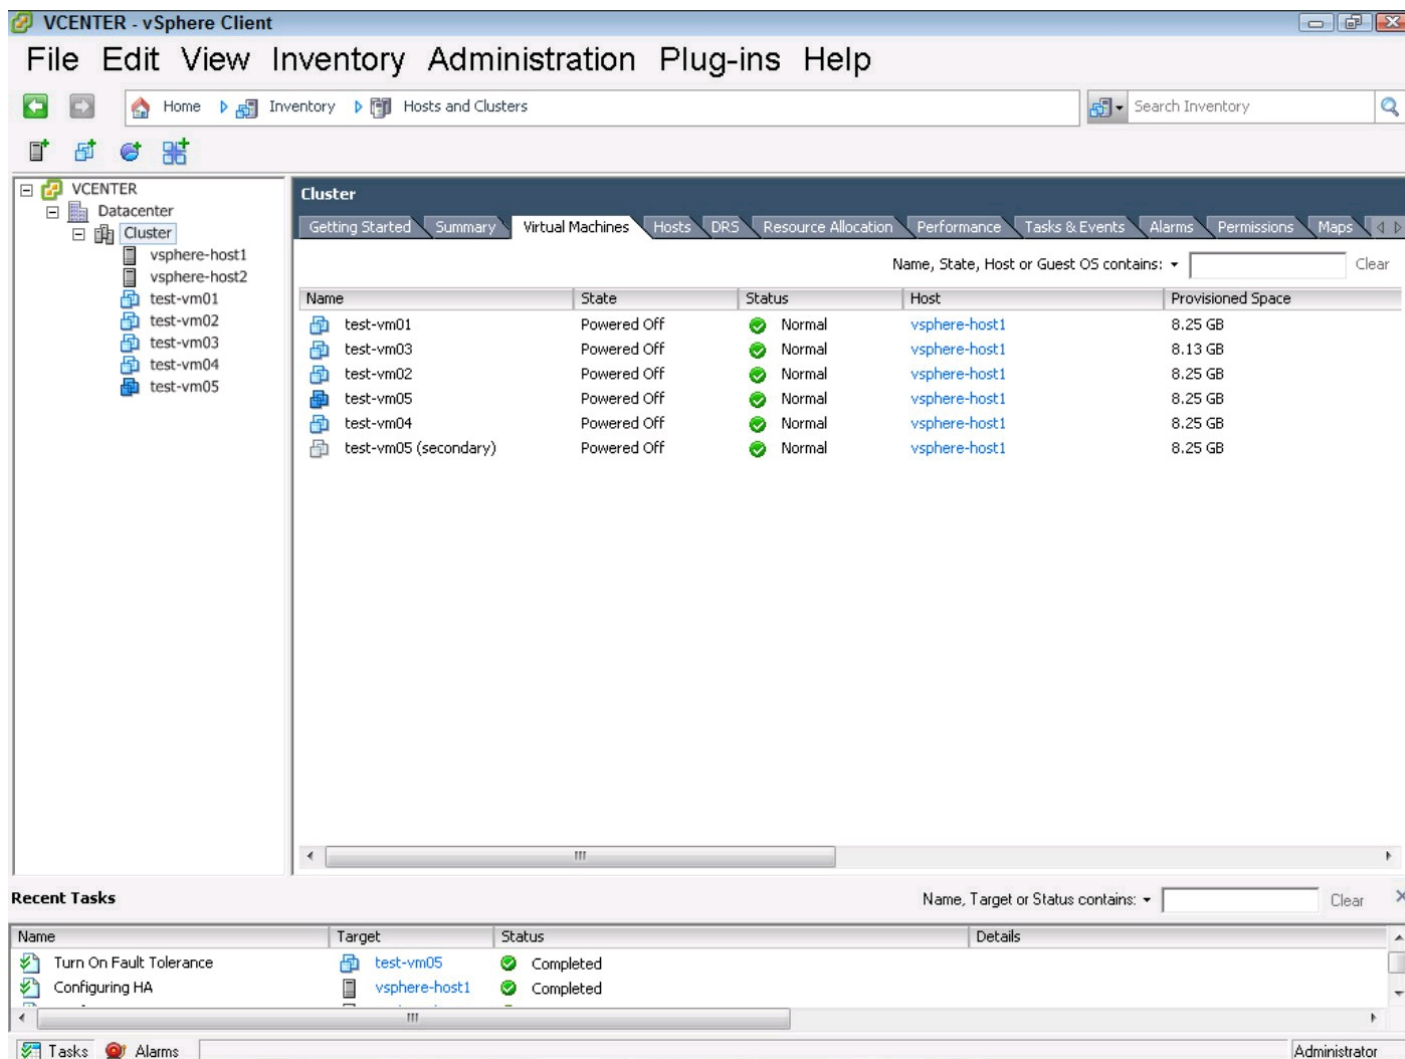 VCENTER - vSphere Client
File Edit View Inventory Administration Plug-ins Help
Home Inventory Hosts and Clusters Search Inventory
VCENTER
Datacenter
Cluster
vsphere-host1
vsphere-host2
test-vm01
test-vm02
test-vm03
test-vm04
test-vm05
Cluster
Getting Started Summary Virtual Machines Hosts DRS Resource Allocation Performance Tasks & Events Alarms Permissions Maps
Name, State, Host or Guest OS contains: Clear
Name State Status Host Provisioned Space
test-vm01 Powered Off Normal vsphere-host1 8.25 GB
test-vm03 Powered Off Normal vsphere-host1 8.13 GB
test-vm02 Powered Off Normal vsphere-host1 8.25 GB
test-vm05 Powered Off Normal vsphere-host1 8.25 GB
test-vm04 Powered Off Normal vsphere-host1 8.25 GB
test-vm05 (secondary) Powered Off Normal vsphere-host1 8.25 GB
Recent Tasks Name, Target or Status contains: Clear
Name Target Status Details
Turn On Fault Tolerance test-vm05 Completed
Configuring HA vsphere-host1 Completed
Tasks Alarms Administrator